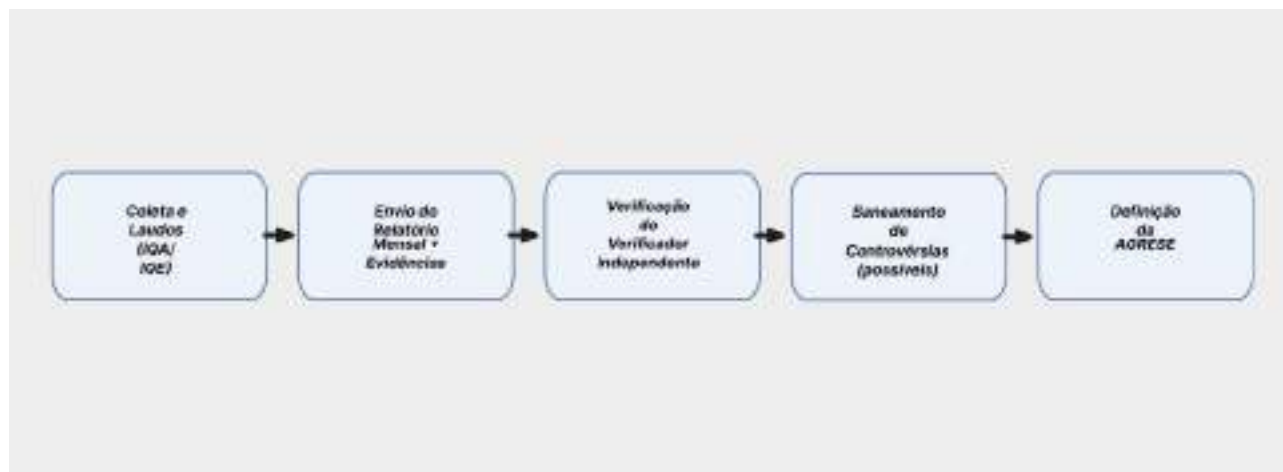 Coleta e
Laudos
(IQA/
IQE)
Envio do
Relatório
Mensal +
Evidências
Verificação
do
Verificador
Independente
Saneamento
de
Controvérsias
(possíveis)
Definição
da
AGRESE